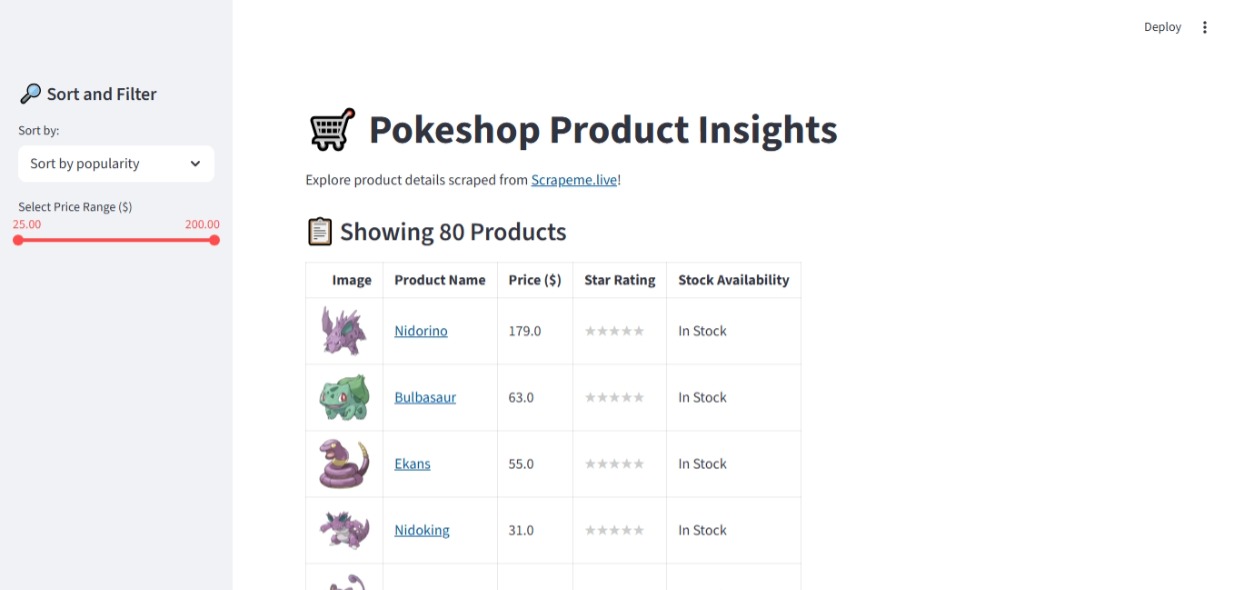 Deploy
🔎 Sort and Filter
Sort by:
Sort by popularity
Select Price Range ($)
25.00 200.00
🛒 Pokeshop Product Insights
Explore product details scraped from Scrapeme.live!
📋 Showing 80 Products
Image Product Name Price ($) Star Rating Stock Availability
Nidorino 179.0 ★★★★★ In Stock
Bulbasaur 63.0 ★★★★★ In Stock
Ekans 55.0 ★★★★★ In Stock
Nidoking 31.0 ★★★★★ In Stock